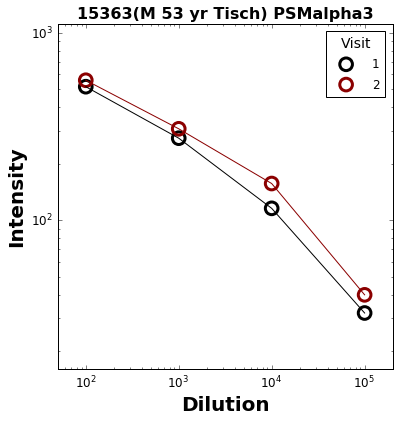 15363(M 53 yr Tisch) PSMalpha3
Visit
1
2
Intensity
10³
10²
10² 10³ 10⁴ 10⁵
Dilution